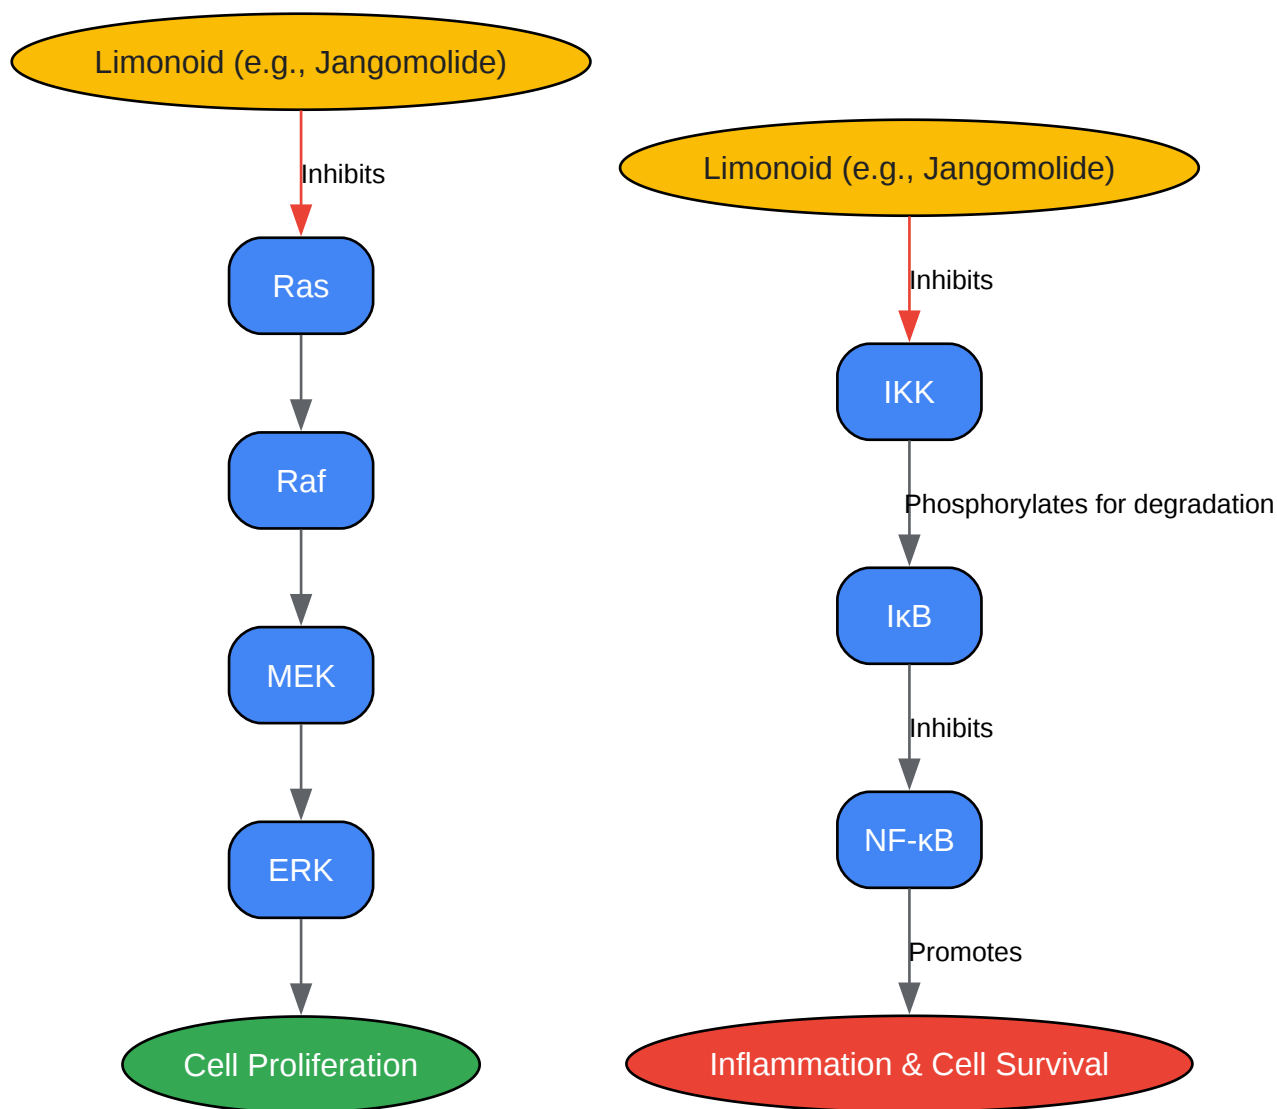 Limonoid (e.g., Jangomolide)
Inhibits
Ras
Raf
MEK
ERK
Cell Proliferation
Limonoid (e.g., Jangomolide)
Inhibits
IKK
Phosphorylates for degradation
IκB
Inhibits
NF-κB
Promotes
Inflammation & Cell Survival